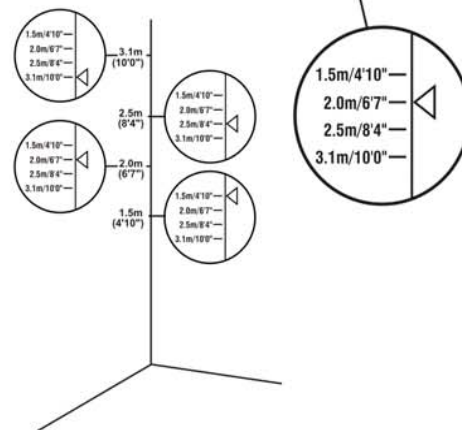 1.5m/4'10"
2.0m/6'7"
2.5m/8'4"
3.1m/10'0"
3.1m
(10'0")
1.5m/4'10"
2.0m/6'7"
2.5m/8'4"
3.1m/10'0"
2.5m
(8'4")
1.5m/4'10"
2.0m/6'7"
2.5m/8'4"
3.1m/10'0"
2.0m
(6'7")
1.5m/4'10"
2.0m/6'7"
2.5m/8'4"
3.1m/10'0"
1.5m
(4'10")
1.5m/4'10"
2.0m/6'7"
2.5m/8'4"
3.1m/10'0"